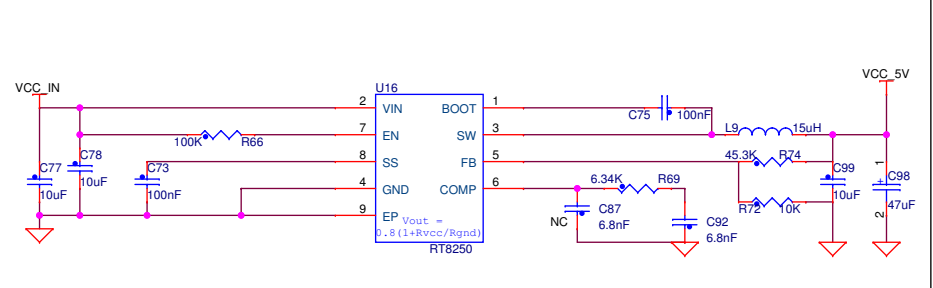 VCC_IN
VCC_5V
U16
2
VIN
BOOT
1
C75
100nF
7
EN
SW
3
L9
15uH
100K
R66
C78
10uF
C77
10uF
C73
100nF
8
SS
FB
5
45.3K
R74
C99
10uF
1
+
C98
47uF
2
4
GND
COMP
6
6.34K
R69
R72
10K
NC
C87
6.8nF
C92
6.8nF
9
EP
Vout =
0.8(1+Rvcc/Rgnd)
RT8250